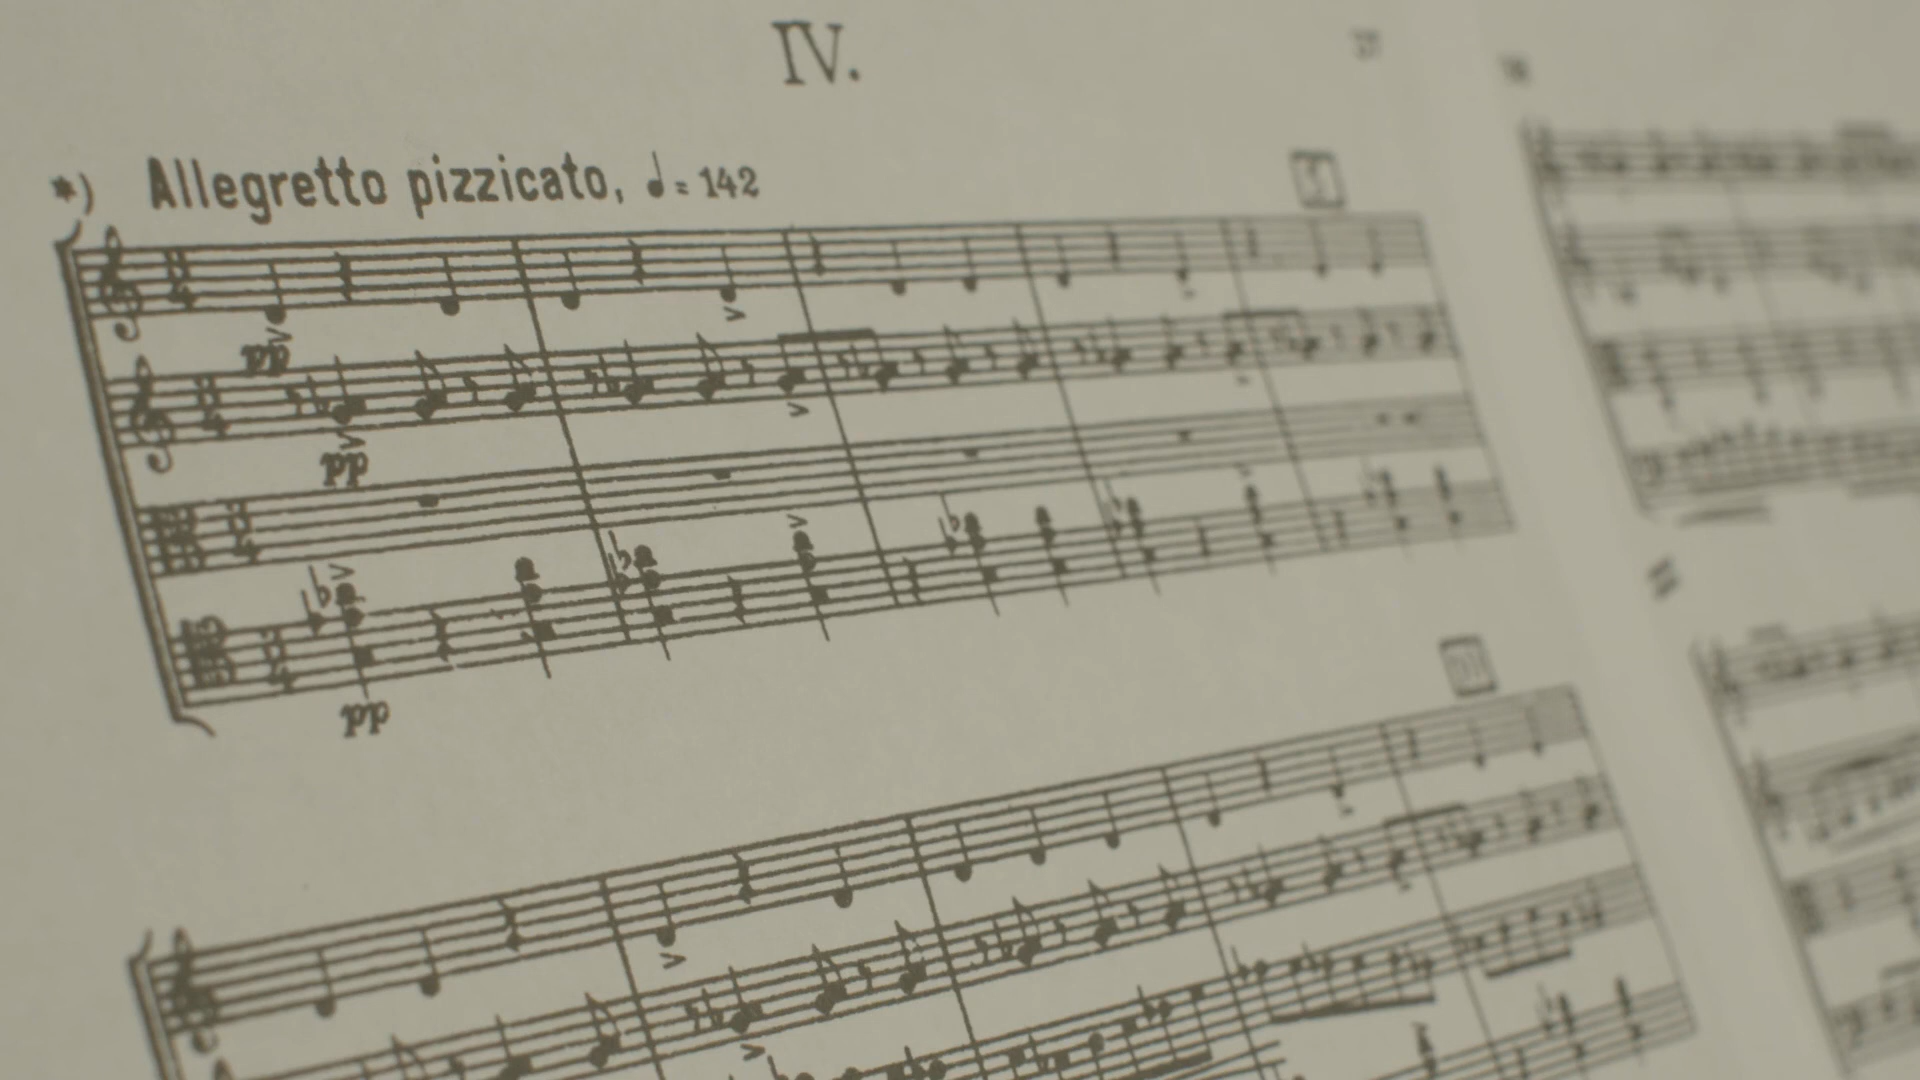 IV.
*) Allegretto pizzicato, ♩= 142
pp
pp
pp